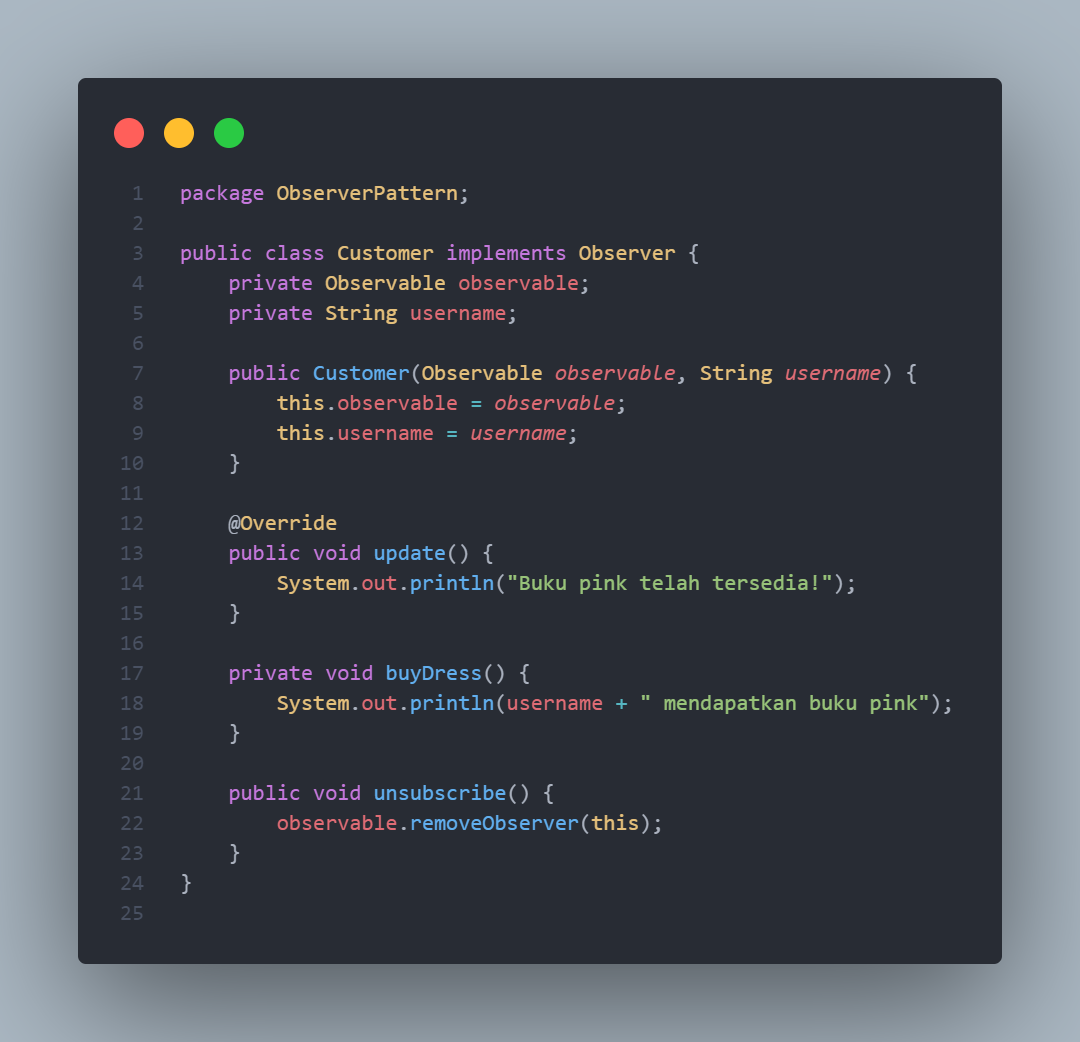 1 package ObserverPattern;
2
3 public class Customer implements Observer {
4     private Observable observable;
5     private String username;
6
7     public Customer(Observable observable, String username) {
8         this.observable = observable;
9         this.username = username;
10     }
11
12     @Override
13     public void update() {
14         System.out.println("Buku pink telah tersedia!");
15     }
16
17     private void buyDress() {
18         System.out.println(username + " mendapatkan buku pink");
19     }
20
21     public void unsubscribe() {
22         observable.removeObserver(this);
23     }
24 }
25